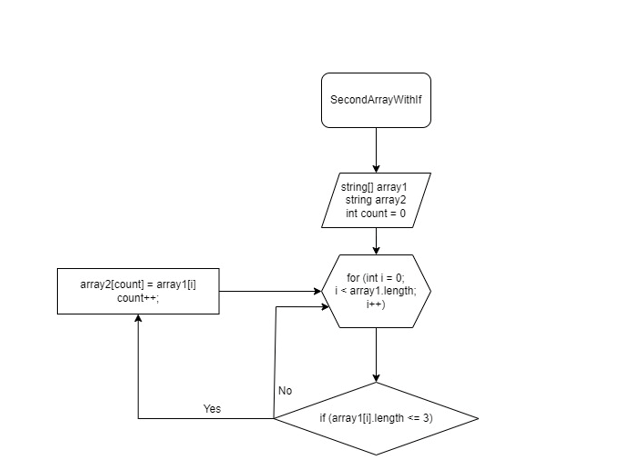 SecondArrayWithIf
string[] array1
string array2
int count = 0
for (int i = 0;
i < array1.length;
i++)
array2[count] = array1[i]
count++;
No
Yes
if (array1[i].length <= 3)